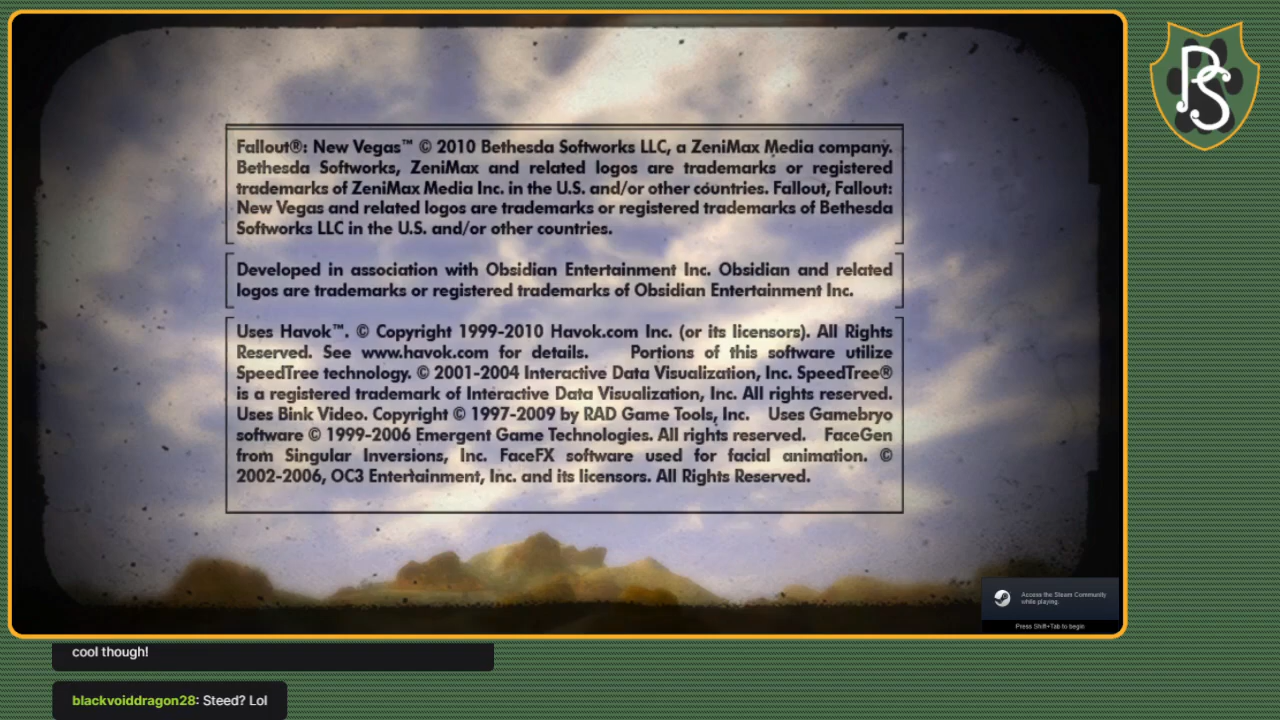 PS
Fallout®: New Vegas™ © 2010 Bethesda Softworks LLC, a ZeniMax Media company.
Bethesda Softworks, ZeniMax and related logos are trademarks or registered
trademarks of ZeniMax Media Inc. in the U.S. and/or other countries. Fallout, Fallout:
New Vegas and related logos are trademarks or registered trademarks of Bethesda
Softworks LLC in the U.S. and/or other countries.
Developed in association with Obsidian Entertainment Inc. Obsidian and related
logos are trademarks or registered trademarks of Obsidian Entertainment Inc.
Uses Havok™. © Copyright 1999-2010 Havok.com Inc. (or its licensors). All Rights
Reserved. See www.havok.com for details. Portions of this software utilize
SpeedTree technology. © 2001-2004 Interactive Data Visualization, Inc. SpeedTree®
is a registered trademark of Interactive Data Visualization, Inc. All rights reserved.
Uses Bink Video. Copyright © 1997-2009 by RAD Game Tools, Inc. Uses Gamebryo
software © 1999-2006 Emergent Game Technologies. All rights reserved. FaceGen
from Singular Inversions, Inc. FaceFX software used for facial animation. ©
2002-2006, OC3 Entertainment, Inc. and its licensors. All Rights Reserved.
Access the Steam Community
while playing.
Press Shift+Tab to begin
cool though!
blackvoiddragon28: Steed? Lol